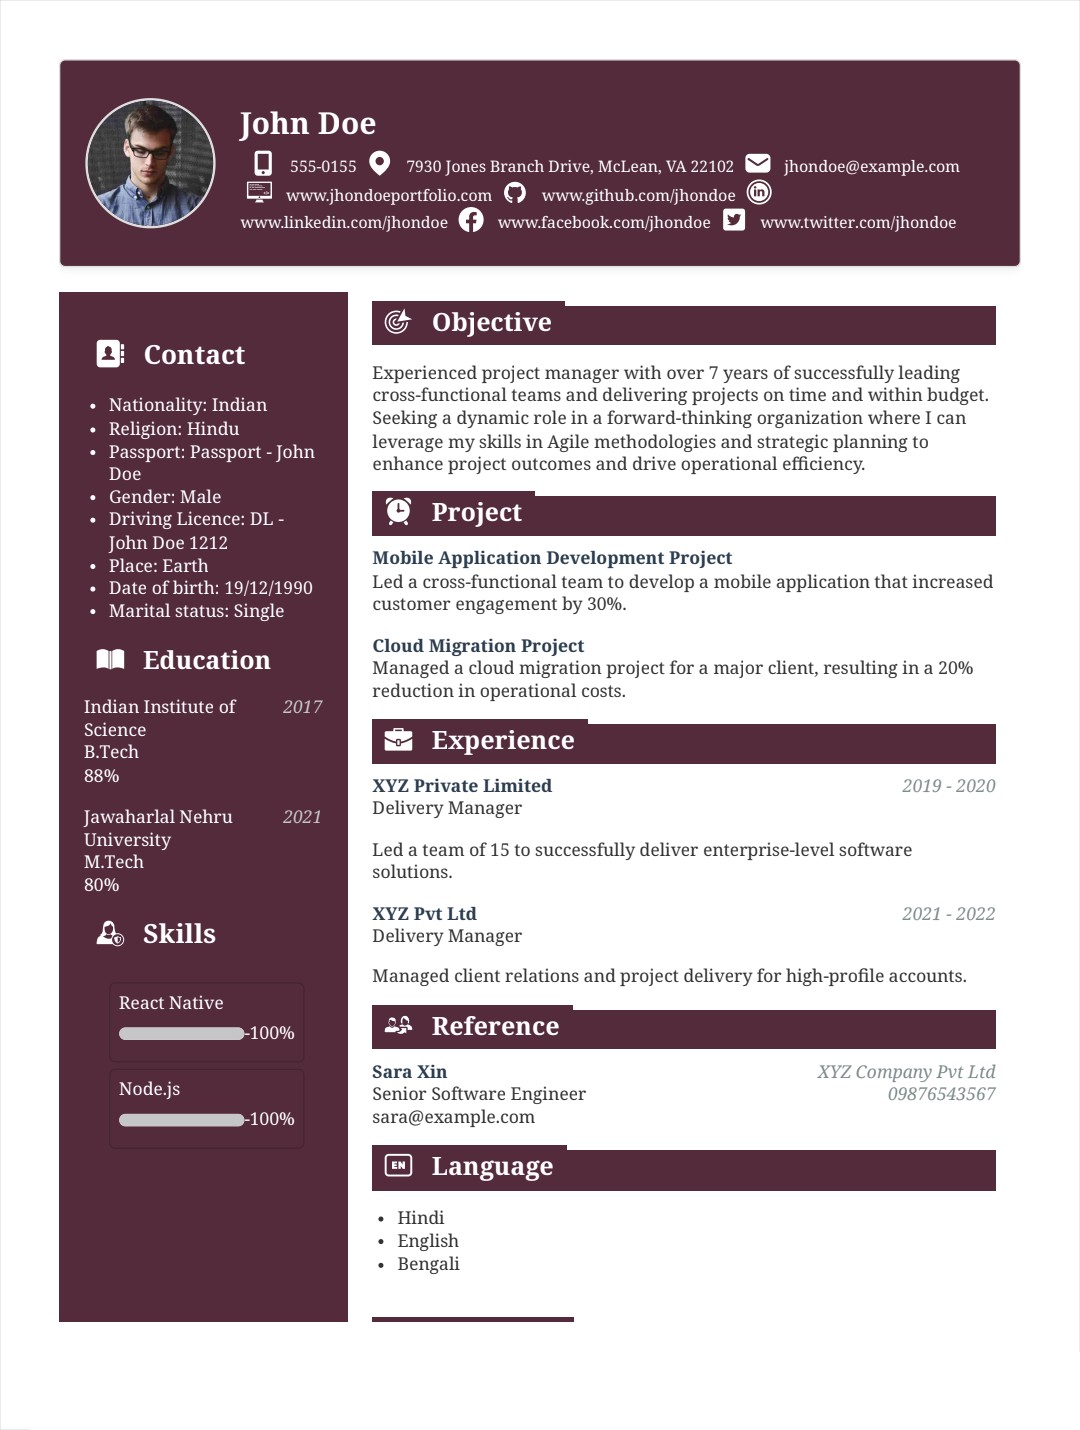 John Doe
555-0155 7930 Jones Branch Drive, McLean, VA 22102 jhondoe@example.com
www.jhondoeportfolio.com www.github.com/jhondoe
www.linkedin.com/jhondoe www.facebook.com/jhondoe www.twitter.com/jhondoe
Contact
• Nationality: Indian
• Religion: Hindu
• Passport: Passport - John
Doe
• Gender: Male
• Driving Licence: DL -
John Doe 1212
• Place: Earth
• Date of birth: 19/12/1990
• Marital status: Single
Education
Indian Institute of 2017
Science
B.Tech
88%
Jawaharlal Nehru 2021
University
M.Tech
80%
Skills
React Native
-100%
Node.js
-100%
Objective
Experienced project manager with over 7 years of successfully leading
cross-functional teams and delivering projects on time and within budget.
Seeking a dynamic role in a forward-thinking organization where I can
leverage my skills in Agile methodologies and strategic planning to
enhance project outcomes and drive operational efficiency.
Project
Mobile Application Development Project
Led a cross-functional team to develop a mobile application that increased
customer engagement by 30%.
Cloud Migration Project
Managed a cloud migration project for a major client, resulting in a 20%
reduction in operational costs.
Experience
XYZ Private Limited 2019 - 2020
Delivery Manager
Led a team of 15 to successfully deliver enterprise-level software
solutions.
XYZ Pvt Ltd 2021 - 2022
Delivery Manager
Managed client relations and project delivery for high-profile accounts.
Reference
Sara Xin XYZ Company Pvt Ltd
Senior Software Engineer 09876543567
sara@example.com
EN Language
• Hindi
• English
• Bengali